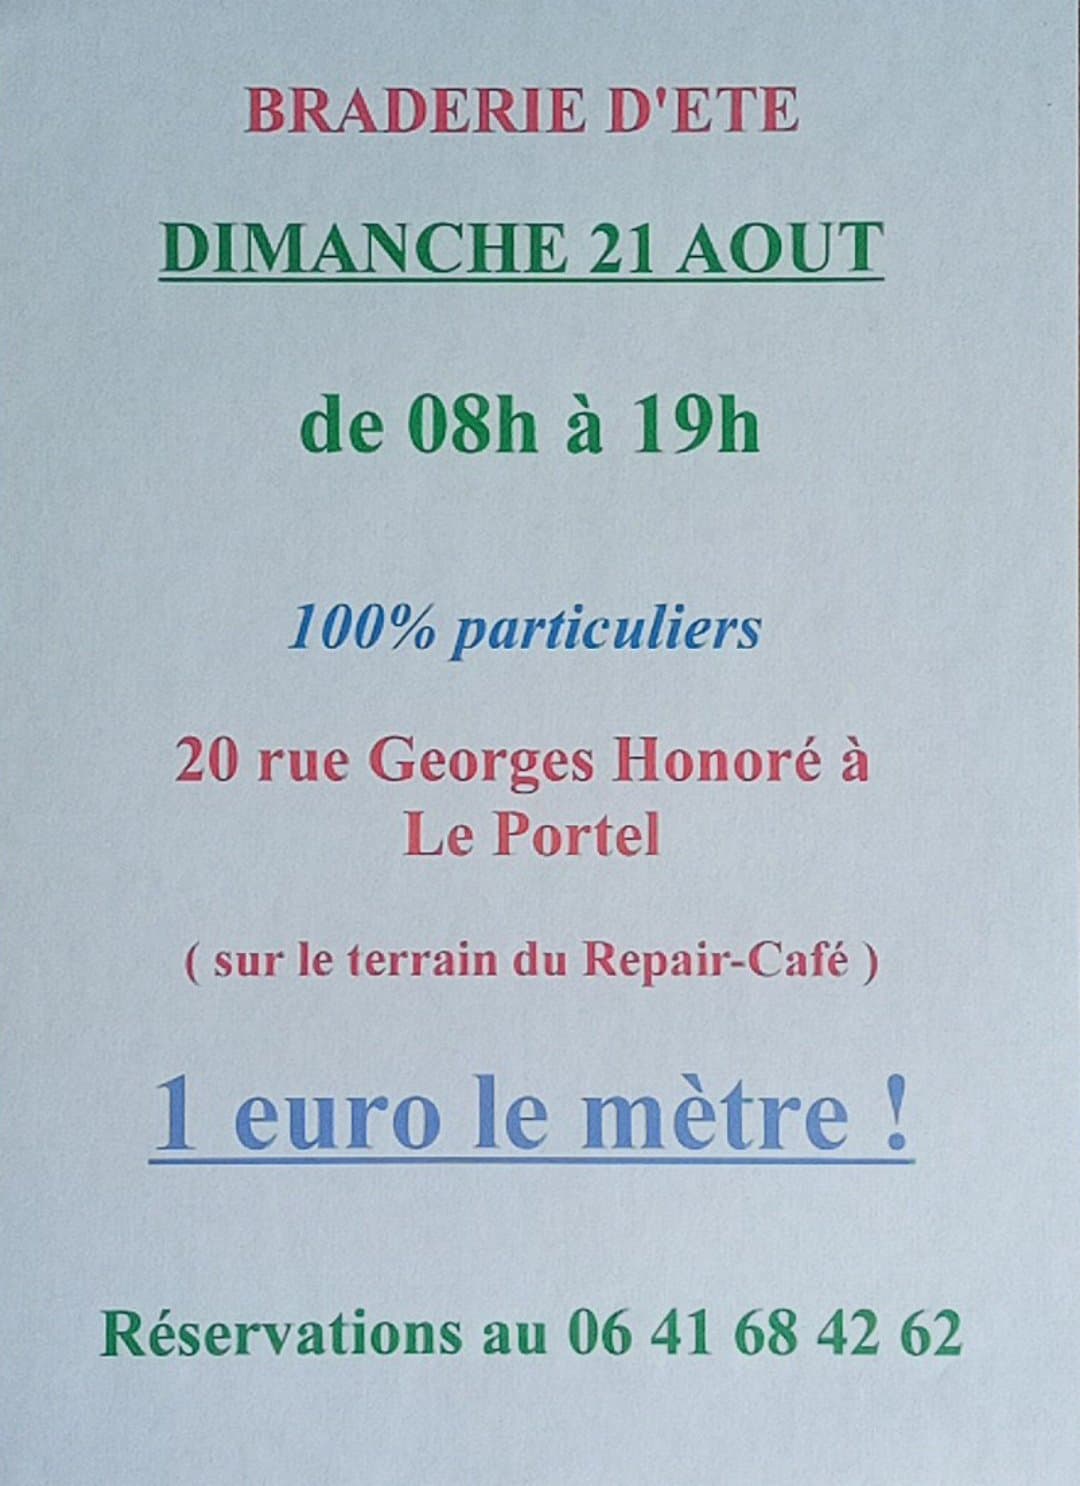 BRADERIE D'ETE
DIMANCHE 21 AOUT
de 08h à 19h
100% particuliers
20 rue Georges Honoré à
Le Portel
( sur le terrain du Repair-Café )
1 euro le mètre !
Réservations au 06 41 68 42 62